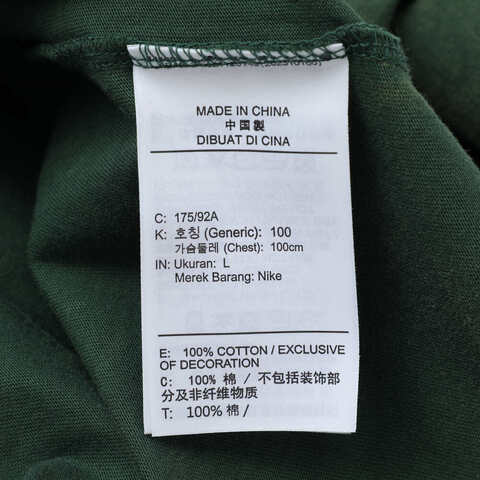 MADE IN CHINA
中国製
DIBUAT DI CINA
C: 175/92A
K: 호칭 (Generic): 100
가슴둘레 (Chest): 100cm
IN: Ukuran: L
Merek Barang: Nike
E: 100% COTTON / EXCLUSIVE
OF DECORATION
C: 100% 棉 / 不包括装饰部
分及非纤维物质
T: 100% 棉 /